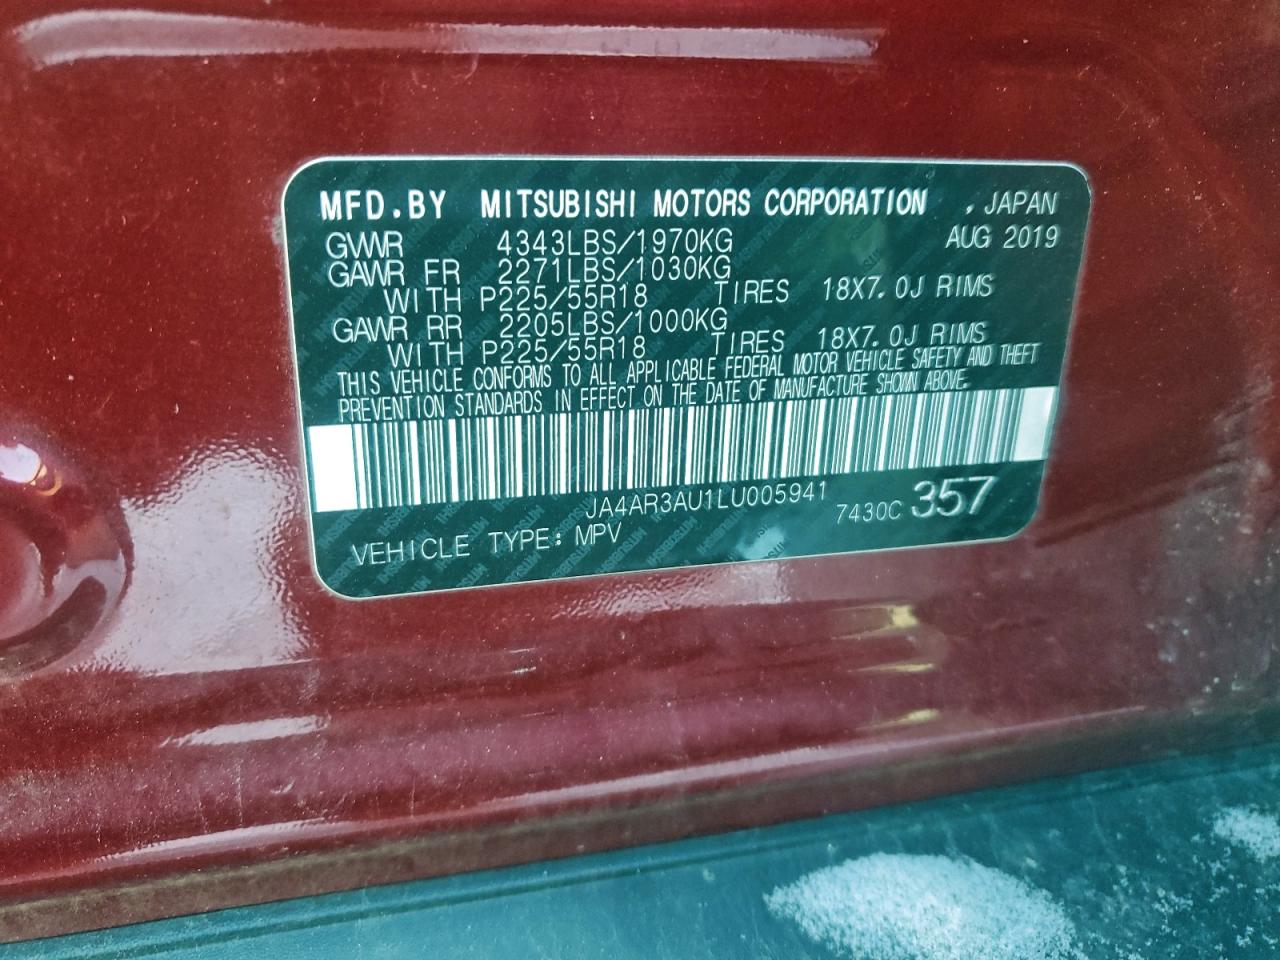 MFD.BY MITSUBISHI MOTORS CORPORATION , JAPAN
GVWR 4343LBS/1970KG AUG 2019
GAWR FR 2271LBS/1030KG
WITH P225/55R18 TIRES 18X7.0J RIMS
GAWR RR 2205LBS/1000KG
WITH P225/55R18 TIRES 18X7.0J RIMS
THIS VEHICLE CONFORMS TO ALL APPLICABLE FEDERAL MOTOR VEHICLE SAFETY AND THEFT
PREVENTION STANDARDS IN EFFECT ON THE DATE OF MANUFACTURE SHOWN ABOVE.
JA4AR3AU1LU005941
7430C 357
VEHICLE TYPE: MPV